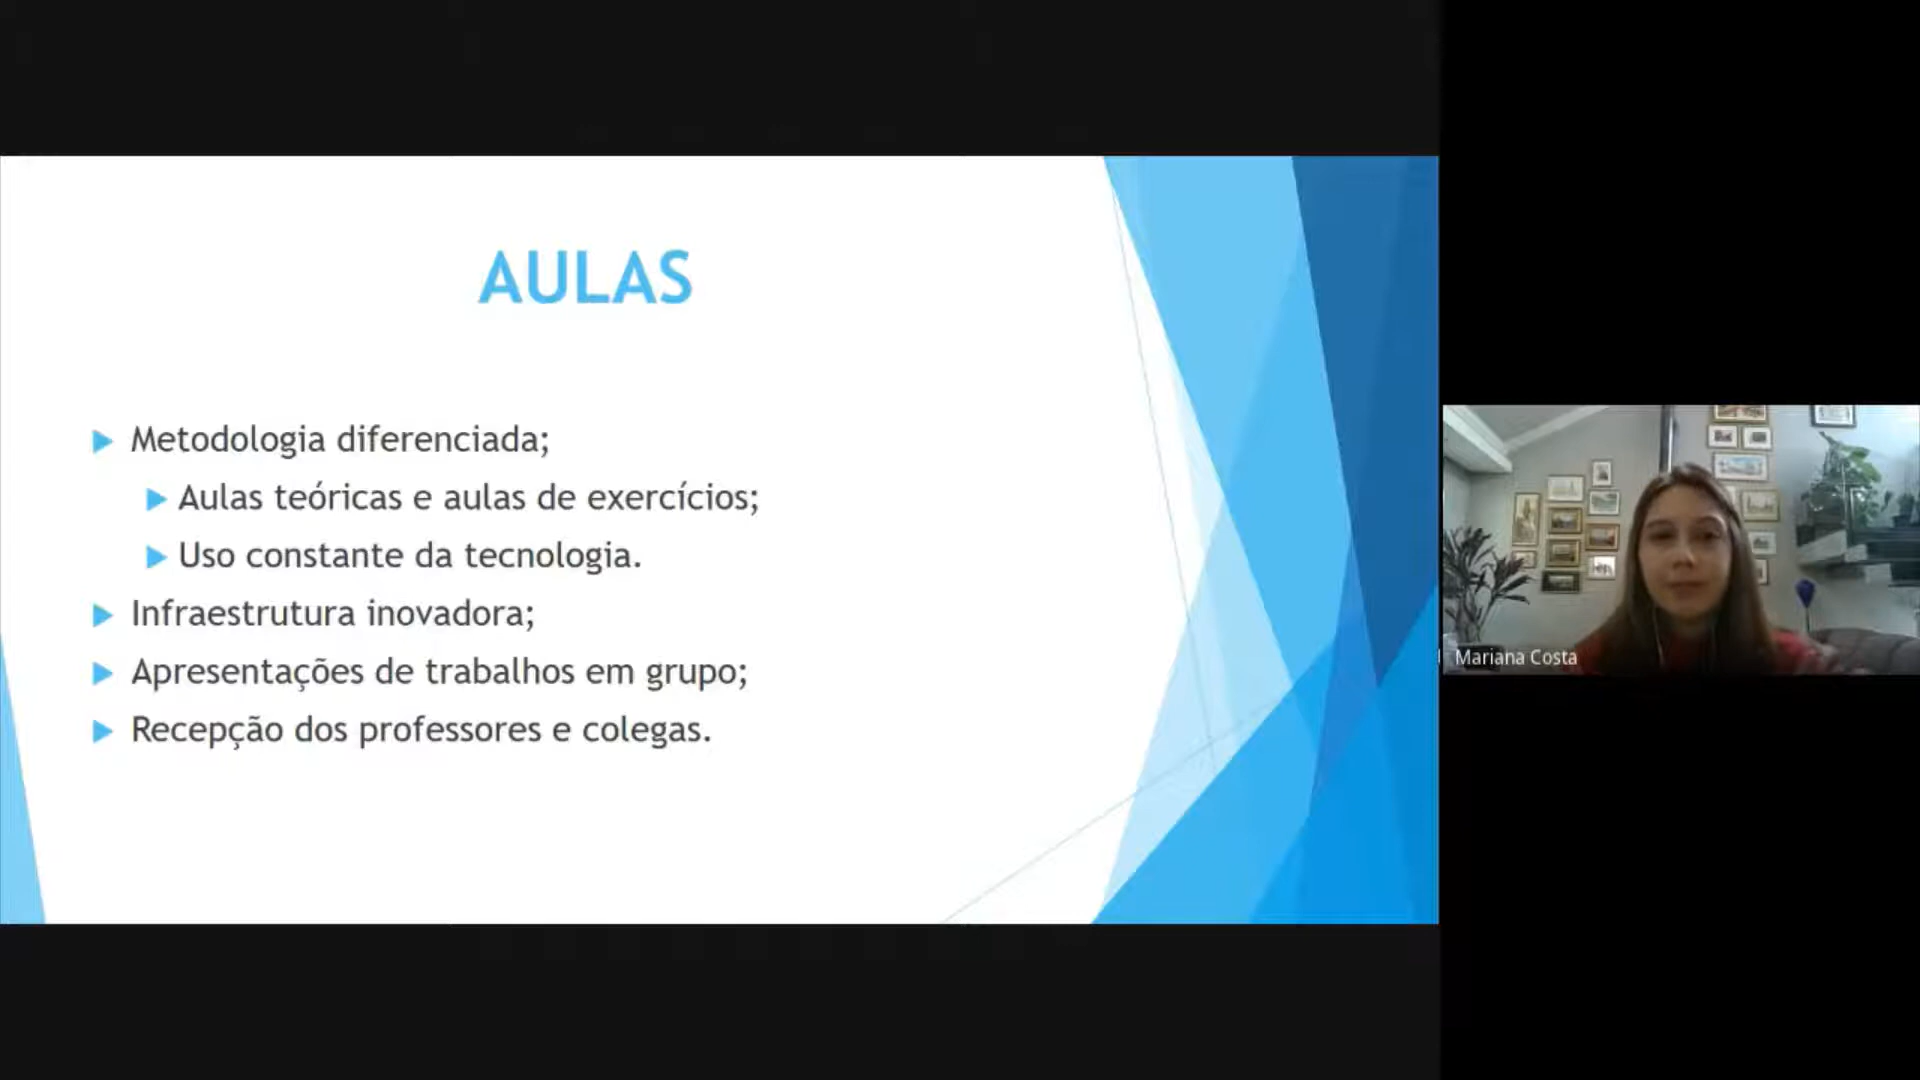 AULAS
Metodologia diferenciada;
Aulas teóricas e aulas de exercícios;
Uso constante da tecnologia.
Infraestrutura inovadora;
Apresentações de trabalhos em grupo;
Recepção dos professores e colegas.
Mariana Costa